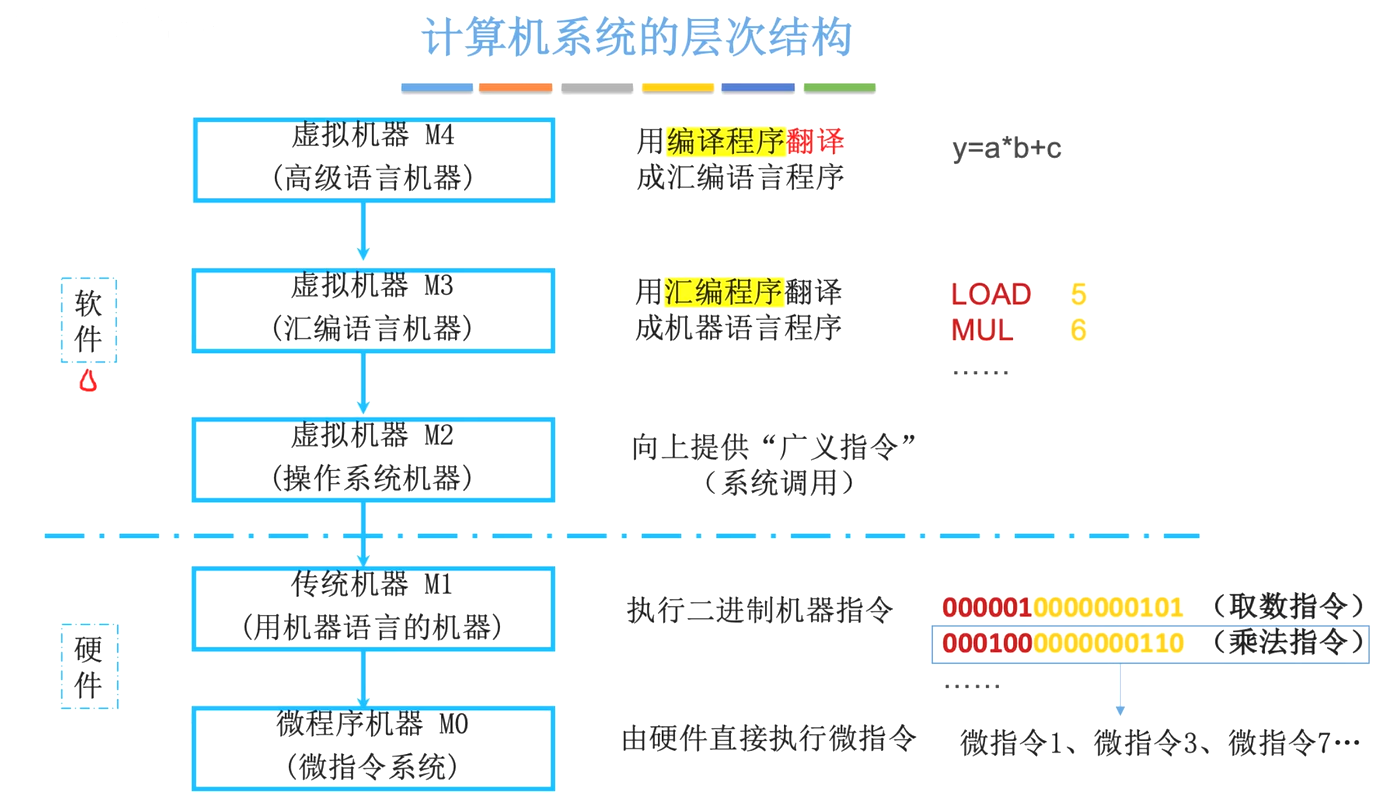 计算机系统的层次结构
虚拟机器 M4
(高级语言机器)
用编译程序翻译
成汇编语言程序
y=a*b+c
软
件
虚拟机器 M3
(汇编语言机器)
用汇编程序翻译
成机器语言程序
LOAD 5
MUL 6
……
虚拟机器 M2
(操作系统机器)
向上提供“广义指令”
（系统调用）
硬
件
传统机器 M1
(用机器语言的机器)
执行二进制机器指令
0000010000000101 （取数指令）
0001000000000110 （乘法指令）
……
微程序机器 M0
(微指令系统)
由硬件直接执行微指令
微指令1、微指令3、微指令7…